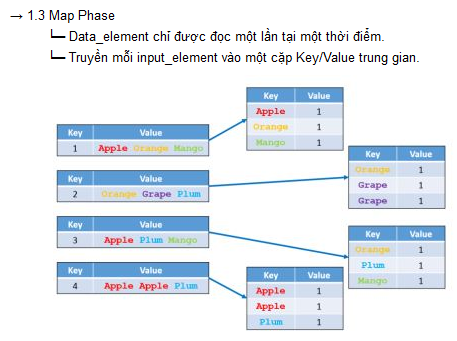 → 1.3 Map Phase
Data_element chỉ được đọc một lần tại một thời điểm.
Truyền mỗi input_element vào một cặp Key/Value trung gian.
Key Value
1 Apple Orange Mango
Key Value
Apple 1
Orange 1
Mango 1
Key Value
2 Orange Grape Plum
Key Value
Orange 1
Grape 1
Grape 1
Key Value
3 Apple Plum Mango
Key Value
Orange 1
Plum 1
Mango 1
Key Value
4 Apple Apple Plum
Key Value
Apple 1
Apple 1
Plum 1